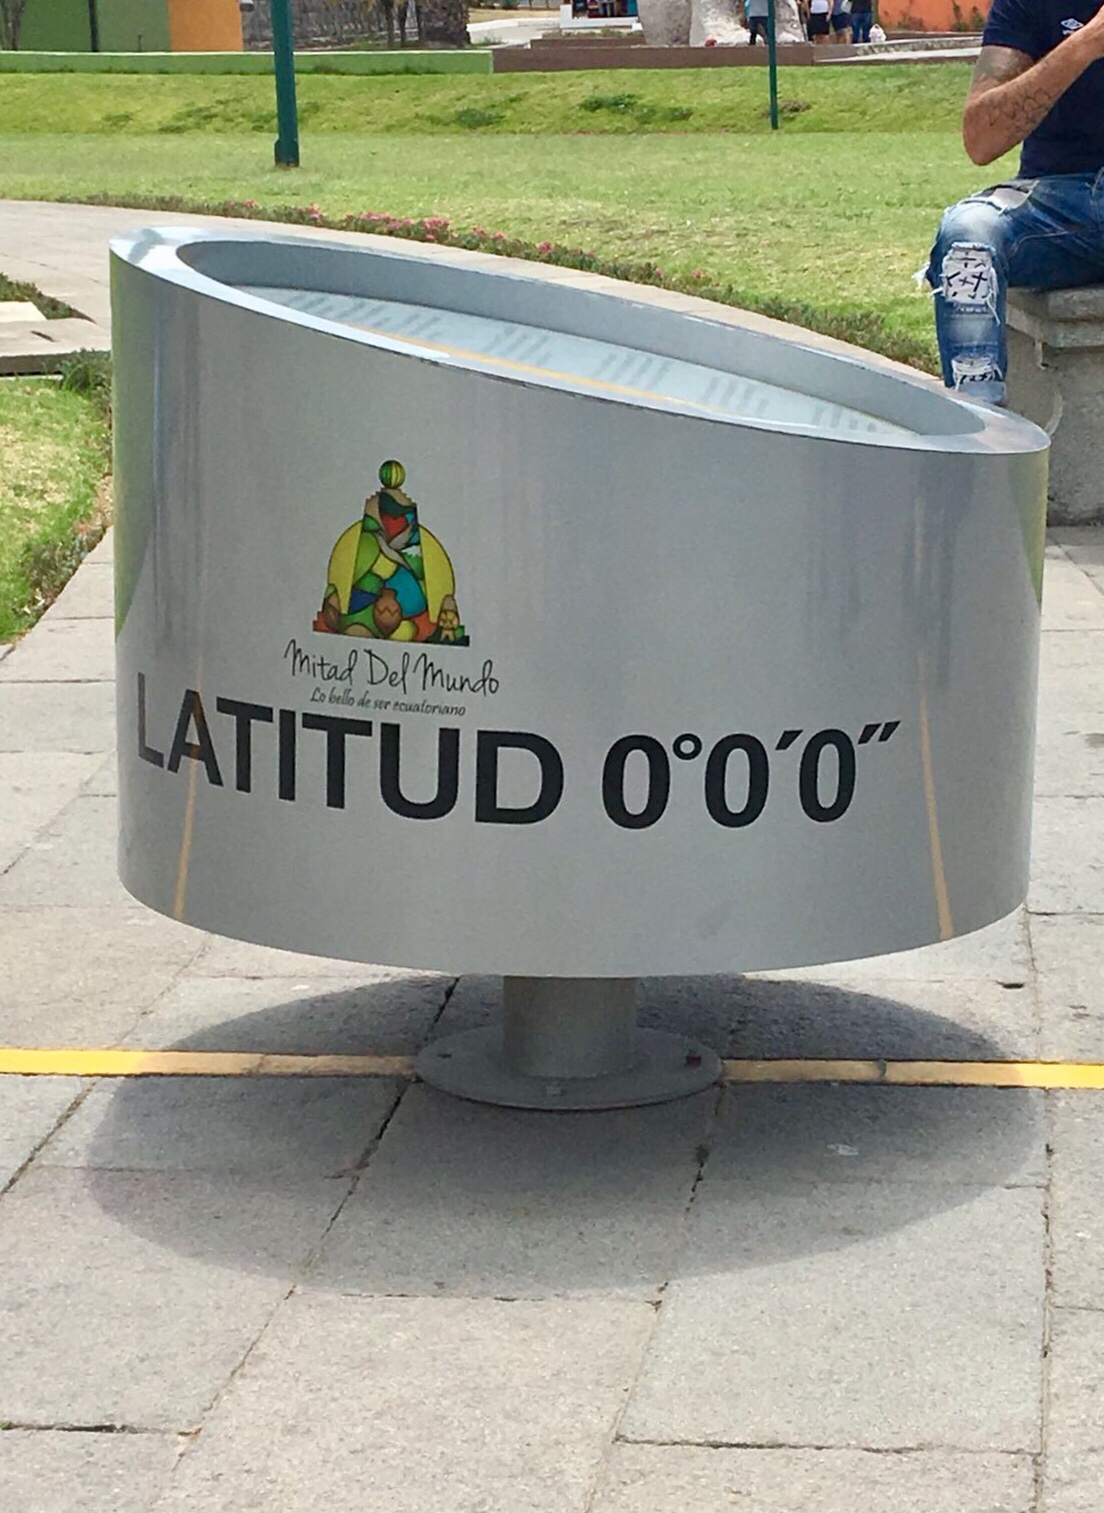 Mitad Del Mundo
Lo bello de ser ecuatoriano
LATITUD 0°0′0″